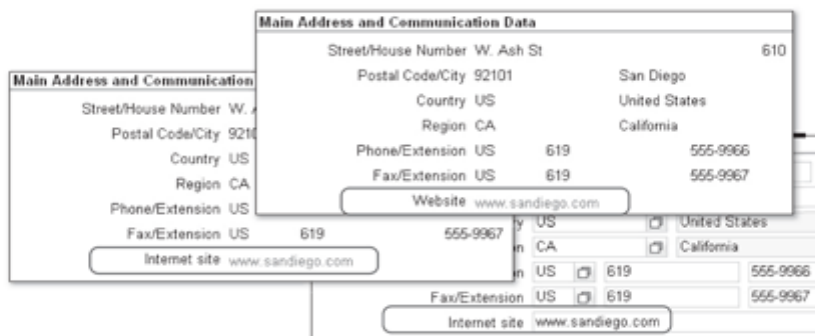 Main Address and Communication Data
Street/House Number W. Ash St 610
Postal Code/City 92101 San Diego
Country US United States
Region CA California
Phone/Extension US 619 555-9966
Fax/Extension US 619 555-9967
Website www.sandiego.com
Main Address and Communication
Street/House Number W.
Postal Code/City
Country US
Region CA
Phone/Extension US
Fax/Extension US 619 555-9967
Internet site www.sandiego.com
US United States
CA California
US 619 555-9966
Fax/Extension US 619 555-9967
Internet site www.sandiego.com